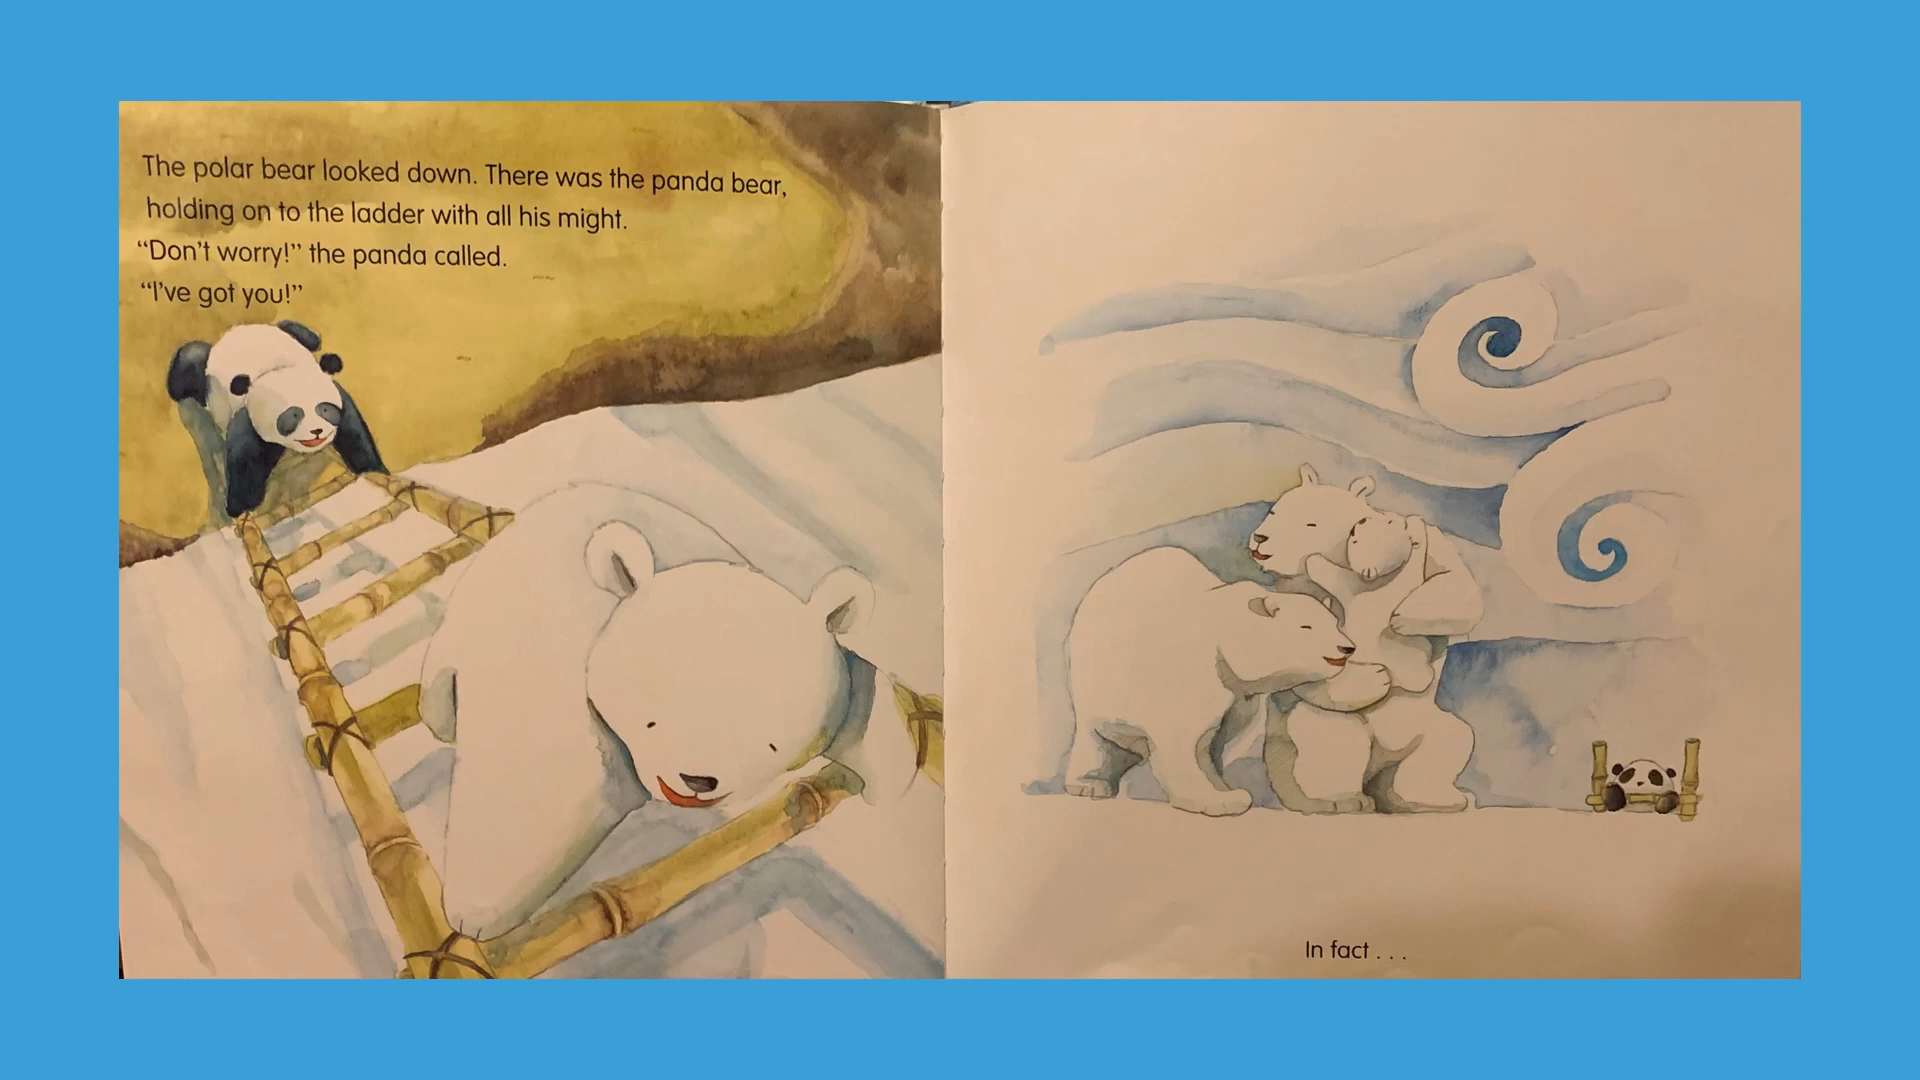 The polar bear looked down. There was the panda bear,
holding on to the ladder with all his might.
“Don’t worry!” the panda called.
“I’ve got you!”
In fact . . .